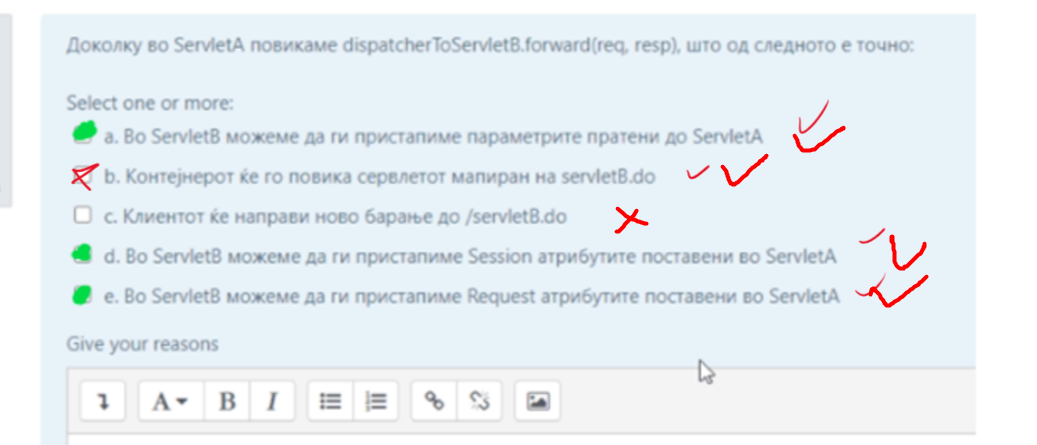 Доколку во ServletA повикаме dispatcherToServletB.forward(req, resp), што од следното е точно:
Select one or more:
a. Во ServletB можеме да ги пристапиме параметрите пратени до ServletA
b. Контејнерот ќе го повика сервлетот мапиран на servletB.do
c. Клиентот ќе направи ново барање до /servletB.do
d. Во ServletB можеме да ги пристапиме Session атрибутите поставени во ServletA
e. Во ServletB можеме да ги пристапиме Request атрибутите поставени во ServletA
Give your reasons
A B I